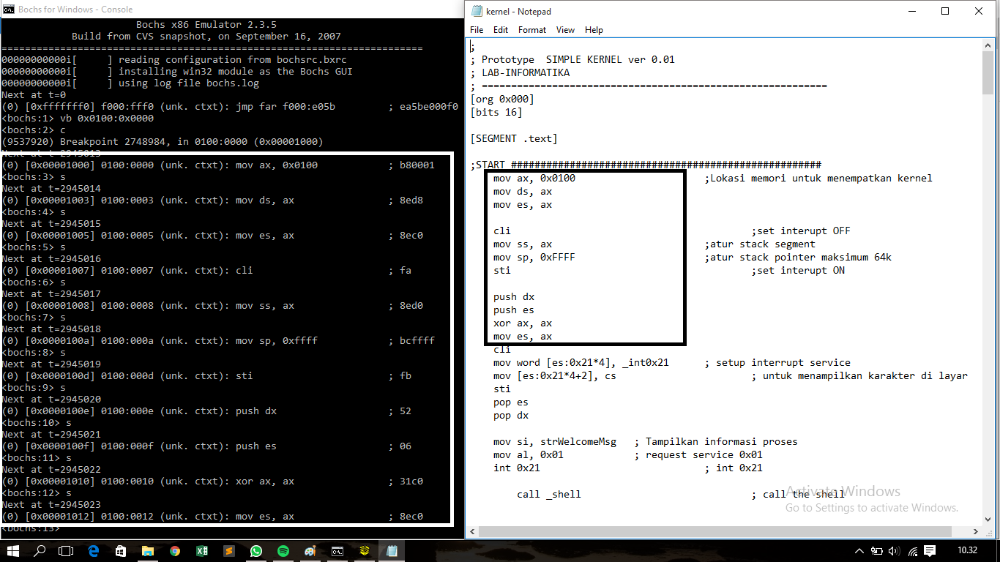 Bochs for Windows - Console
Bochs x86 Emulator 2.3.5
Build from CVS snapshot, on September 16, 2007
========================================================================
00000000000i[     ] reading configuration from bochsrc.bxrc
00000000000i[     ] installing win32 module as the Bochs GUI
00000000000i[     ] using log file bochs.log
Next at t=0
(0) [0xfffffff0] f000:fff0 (unk. ctxt): jmp far f000:e05b         ; ea5be000f0
<bochs:1> vb 0x0100:0x0000
<bochs:2> c
(9537920) Breakpoint 2748984, in 0100:0000 (0x00001000)
Next at t=2945013
(0) [0x00001000] 0100:0000 (unk. ctxt): mov ax, 0x0100            ; b80001
<bochs:3> s
Next at t=2945014
(0) [0x00001003] 0100:0003 (unk. ctxt): mov ds, ax                ; 8ed8
<bochs:4> s
Next at t=2945015
(0) [0x00001005] 0100:0005 (unk. ctxt): mov es, ax                ; 8ec0
<bochs:5> s
Next at t=2945016
(0) [0x00001007] 0100:0007 (unk. ctxt): cli                       ; fa
<bochs:6> s
Next at t=2945017
(0) [0x00001008] 0100:0008 (unk. ctxt): mov ss, ax                ; 8ed0
<bochs:7> s
Next at t=2945018
(0) [0x0000100a] 0100:000a (unk. ctxt): mov sp, 0xffff            ; bcffff
<bochs:8> s
Next at t=2945019
(0) [0x0000100d] 0100:000d (unk. ctxt): sti                       ; fb
<bochs:9> s
Next at t=2945020
(0) [0x0000100e] 0100:000e (unk. ctxt): push dx                   ; 52
<bochs:10> s
Next at t=2945021
(0) [0x0000100f] 0100:000f (unk. ctxt): push es                   ; 06
<bochs:11> s
Next at t=2945022
(0) [0x00001010] 0100:0010 (unk. ctxt): xor ax, ax                ; 31c0
<bochs:12> s
Next at t=2945023
(0) [0x00001012] 0100:0012 (unk. ctxt): mov es, ax                ; 8ec0
<bochs:13>
kernel - Notepad
File Edit Format View Help
;
; Prototype  SIMPLE KERNEL ver 0.01
; LAB-INFORMATIKA
; ===========================================================
[org 0x000]
[bits 16]
[SEGMENT .text]
;START #####################################################
mov ax, 0x0100 ;Lokasi memori untuk menempatkan kernel
mov ds, ax
mov es, ax
cli ;set interupt OFF
mov ss, ax ;atur stack segment
mov sp, 0xFFFF ;atur stack pointer maksimum 64k
sti ;set interupt ON
push dx
push es
xor ax, ax
mov es, ax
cli
mov word [es:0x21*4], _int0x21 ; setup interrupt service
mov [es:0x21*4+2], cs ; untuk menampilkan karakter di layar
sti
pop es
pop dx
mov si, strWelcomeMsg ; Tampilkan informasi proses
mov al, 0x01 ; request service 0x01
int 0x21 ; int 0x21
call _shell ; call the shell
Activate Windows
Go to Settings to activate Windows.
10.32